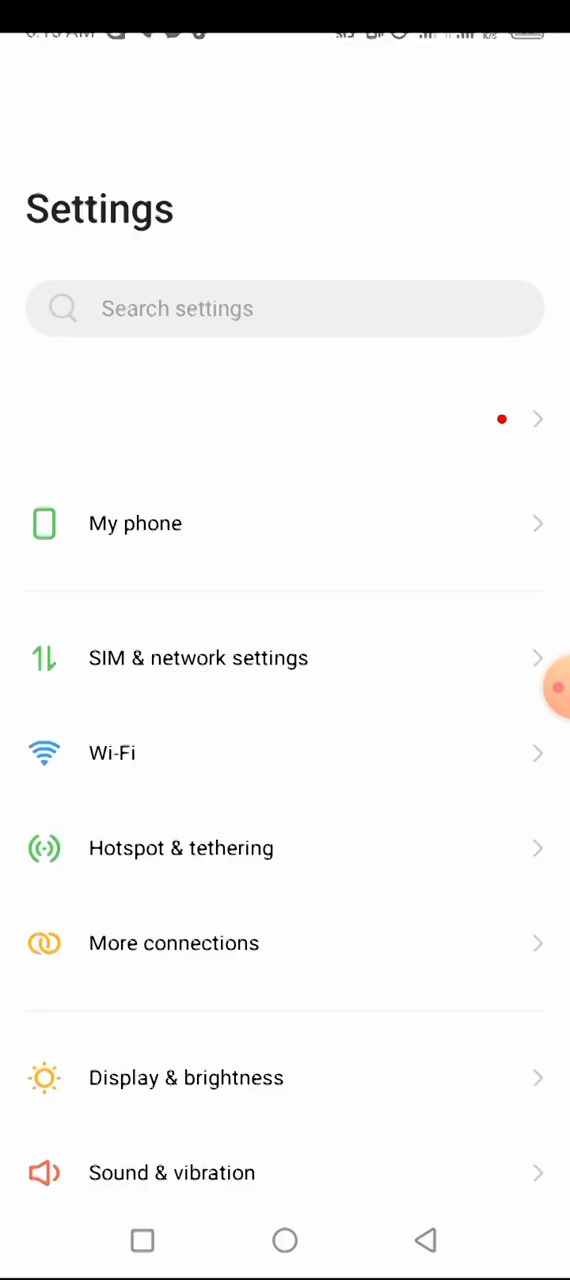 Settings
Search settings
My phone
SIM & network settings
Wi-Fi
Hotspot & tethering
More connections
Display & brightness
Sound & vibration